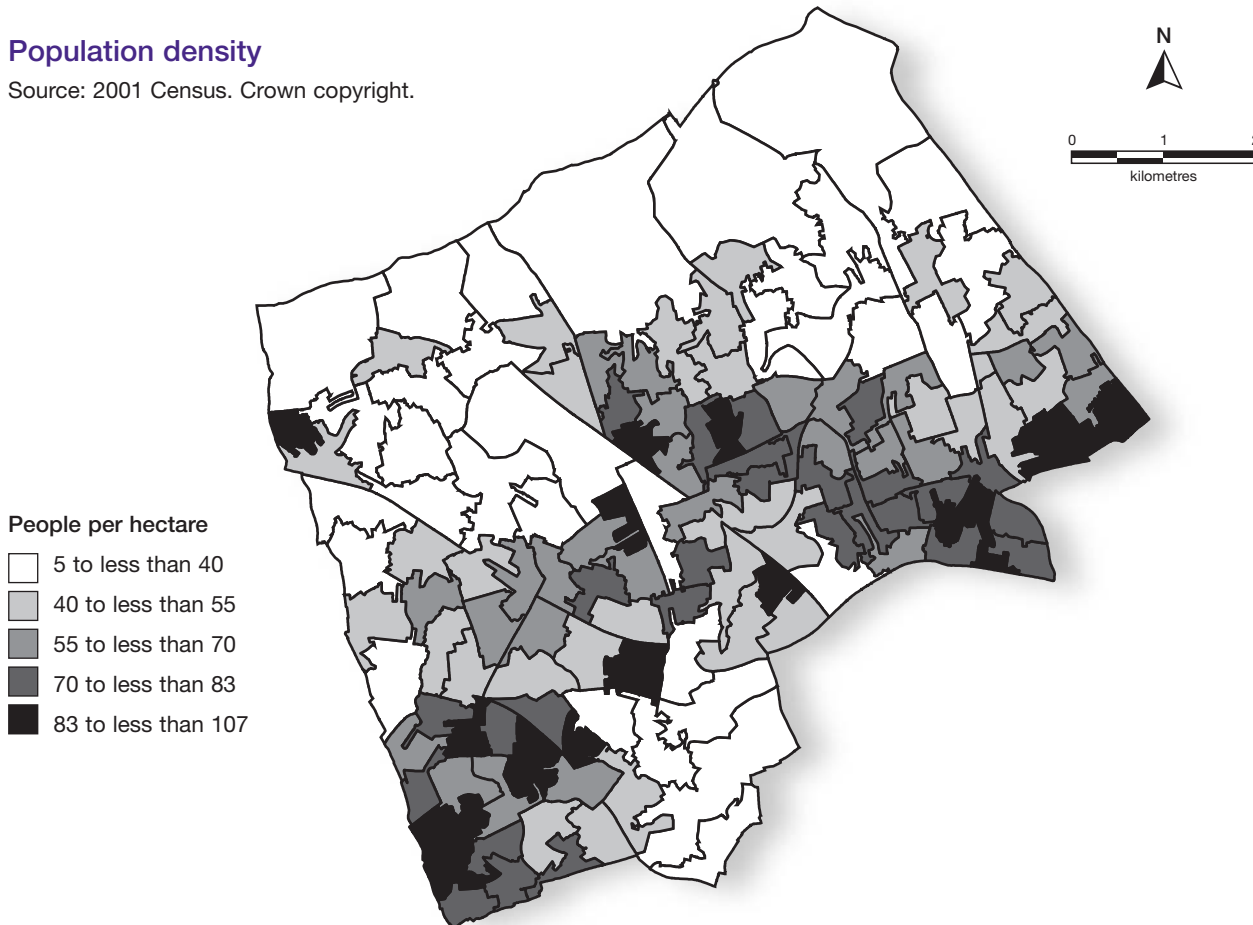 Population density
Source: 2001 Census. Crown copyright.
N
0 1 2
kilometres
People per hectare
5 to less than 40
40 to less than 55
55 to less than 70
70 to less than 83
83 to less than 107